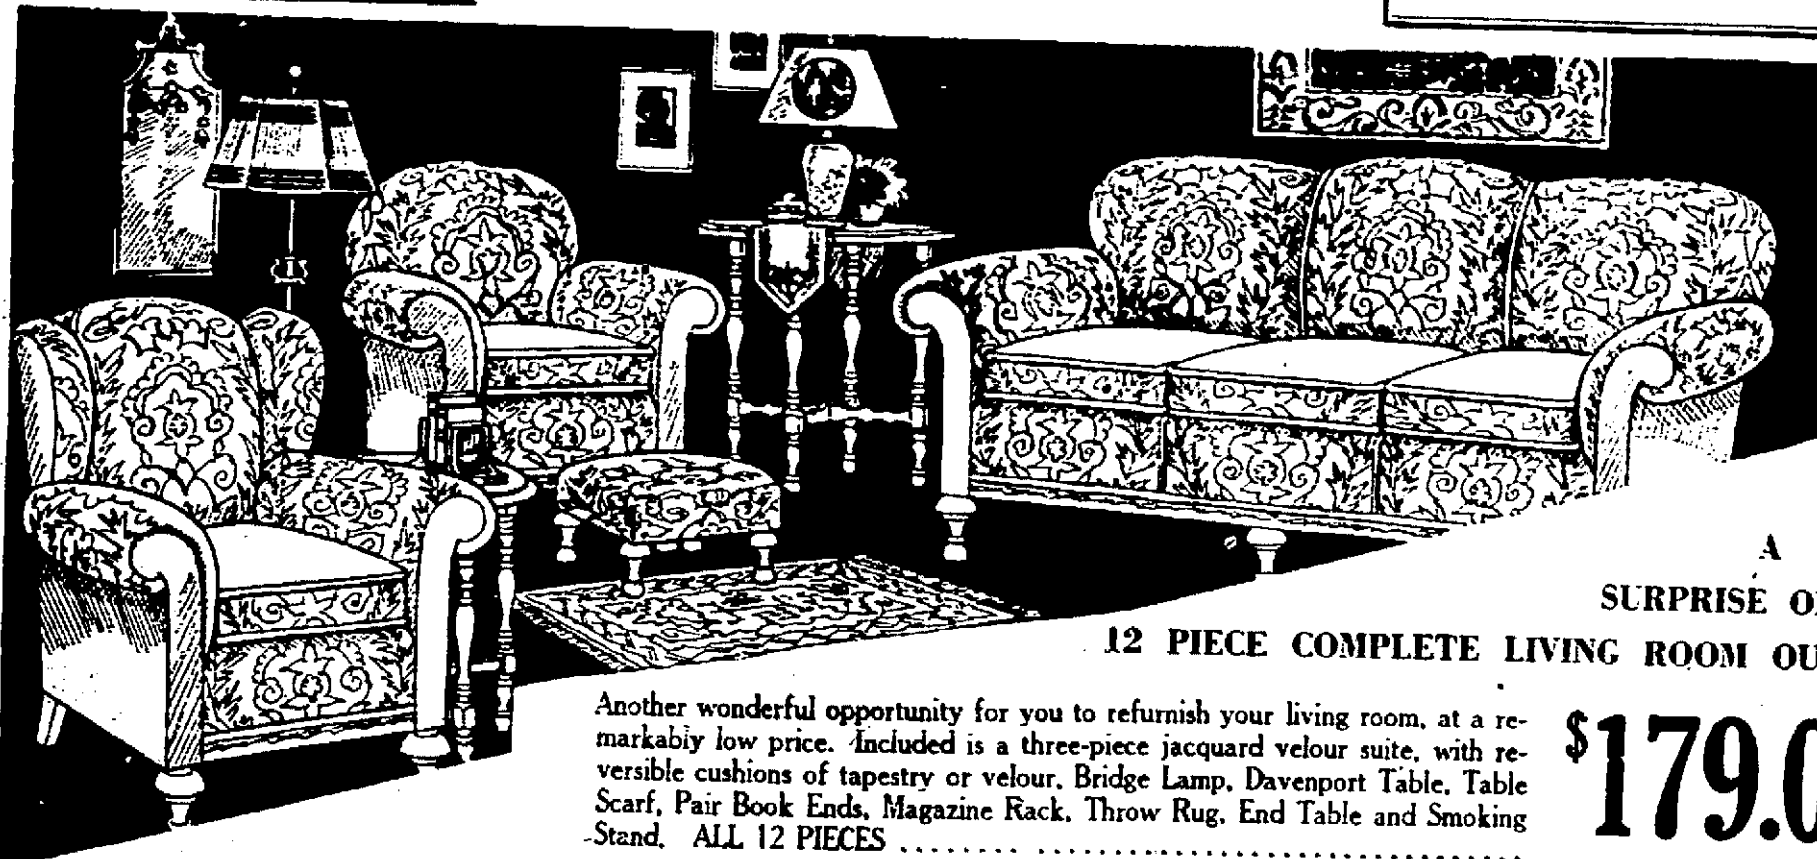 A
SURPRISE
12 PIECE COMPLETE LIVING ROOM
Another wonderful opportunity for you to refurnish your living room, at a re-
markably low price. Included is a three-piece jacquard velour suite, with re-
versible cushions of tapestry or velour. Bridge Lamp, Davenport Table, Table
Scarf, Pair Book Ends, Magazine Rack, Throw Rug, End Table and Smoking
Stand. ALL 12 PIECES ........ ................................
$179.0